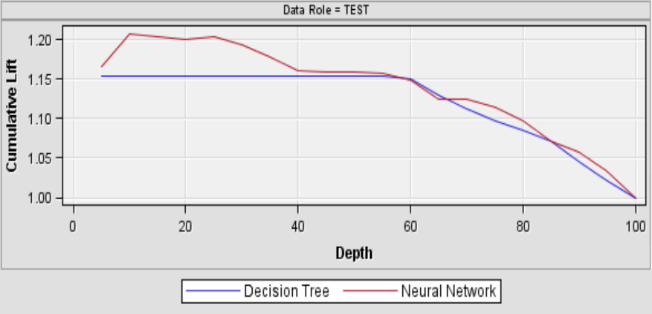 Data Role = TEST
Cumulative Lift
1.20
1.15
1.10
1.05
1.00
0 20 40 60 80 100
Depth
Decision Tree Neural Network